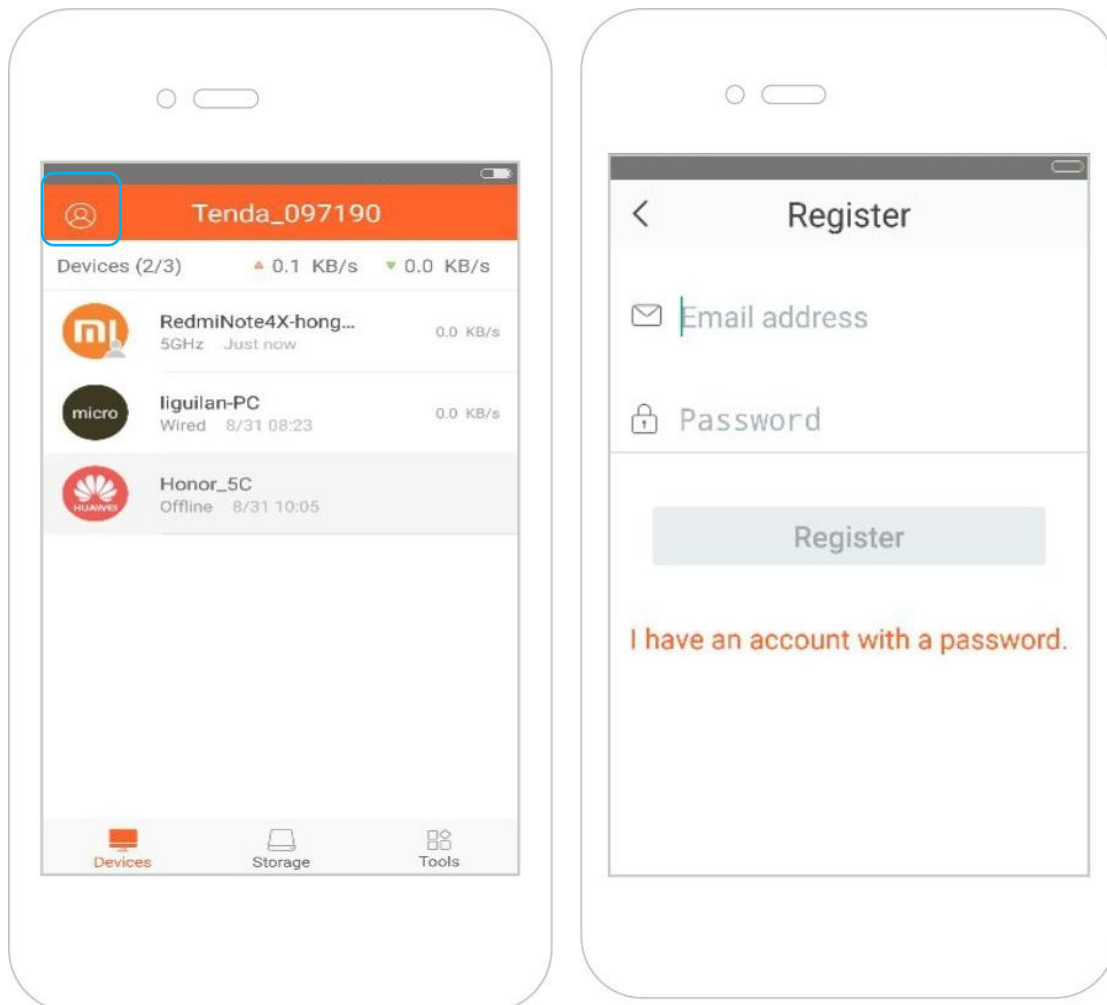 Tenda_097190
Devices (2/3) 0.1 KB/s 0.0 KB/s
mi
RedmiNote4X-hong... 0.0 KB/s
5GHz Just now
micro
liguilan-PC 0.0 KB/s
Wired 8/31 08:23
HUAWEI
Honor_5C
Offline 8/31 10:05
Devices Storage Tools
Register
Email address
Password
Register
I have an account with a password.